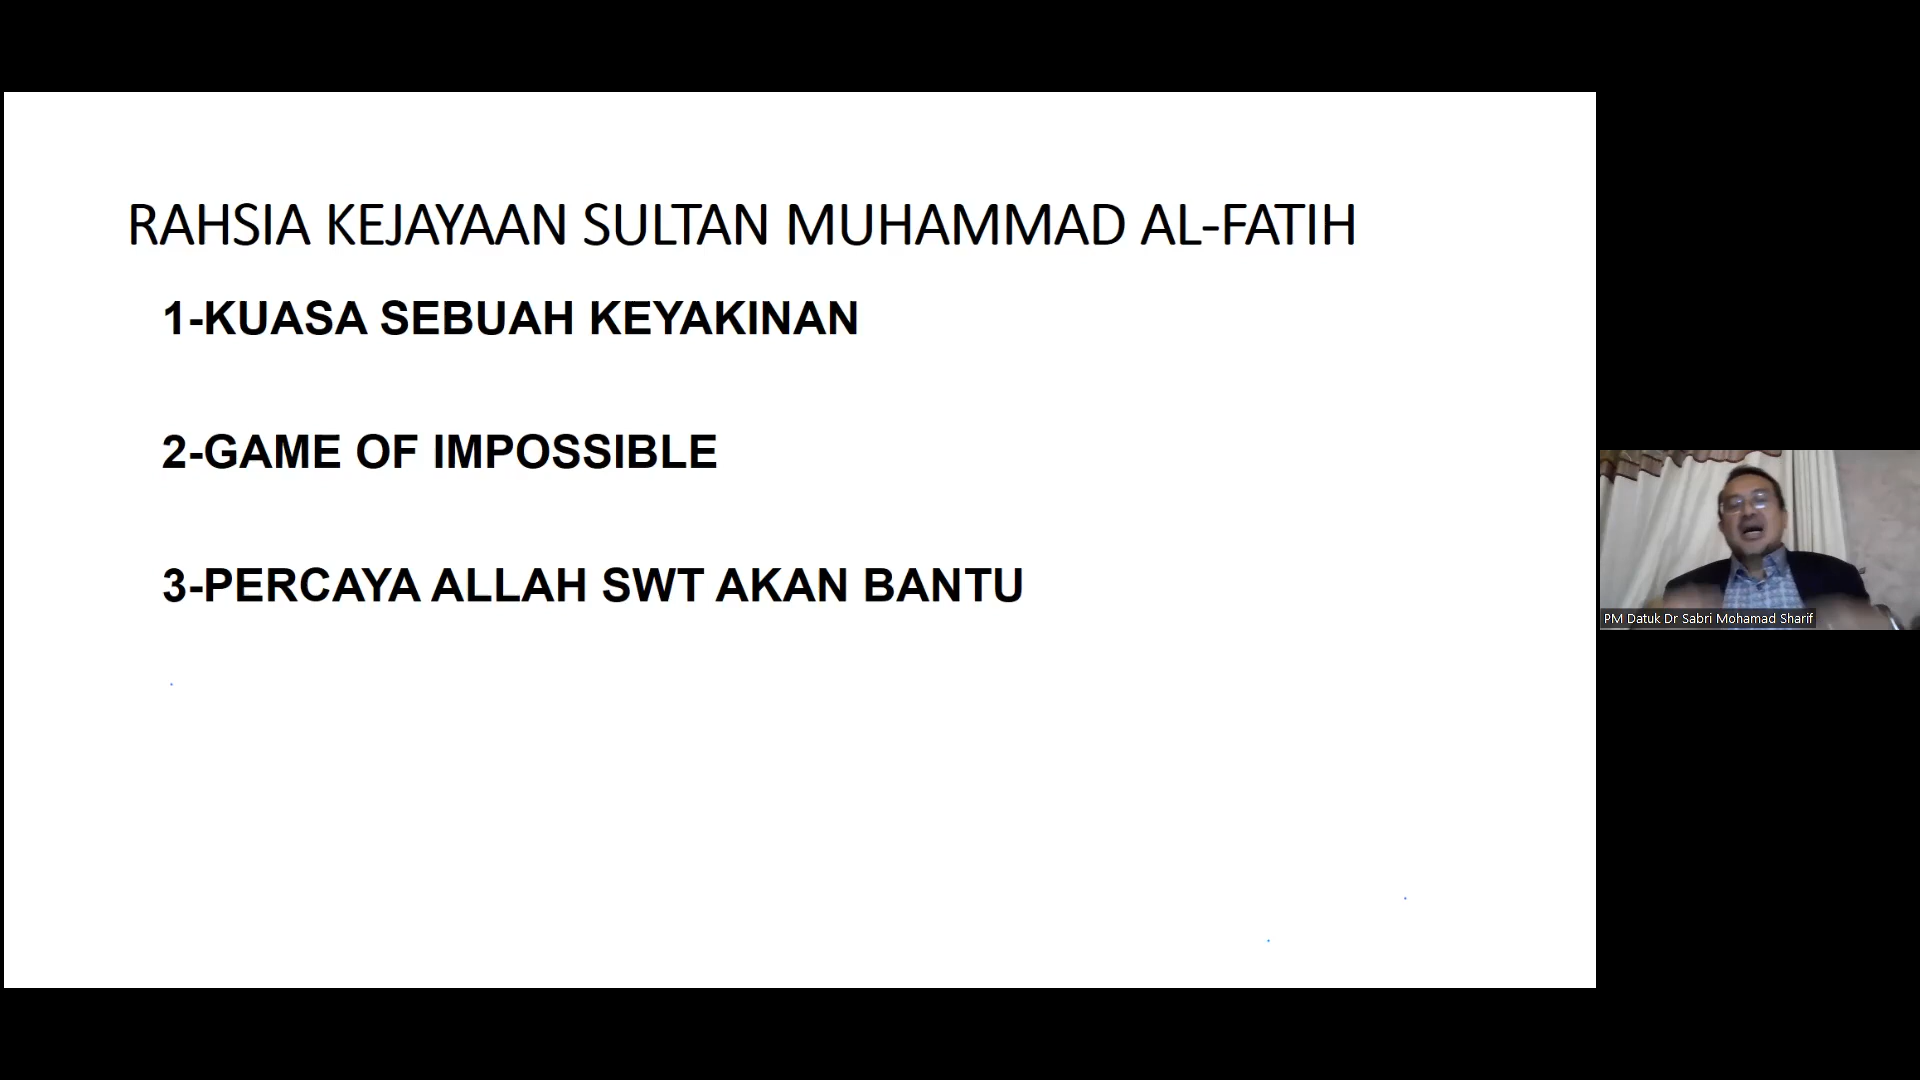 RAHSIA KEJAYAAN SULTAN MUHAMMAD AL-FATIH
1-KUASA SEBUAH KEYAKINAN
2-GAME OF IMPOSSIBLE
3-PERCAYA ALLAH SWT AKAN BANTU
PM Datuk Dr Sabri Mohamad Sharif